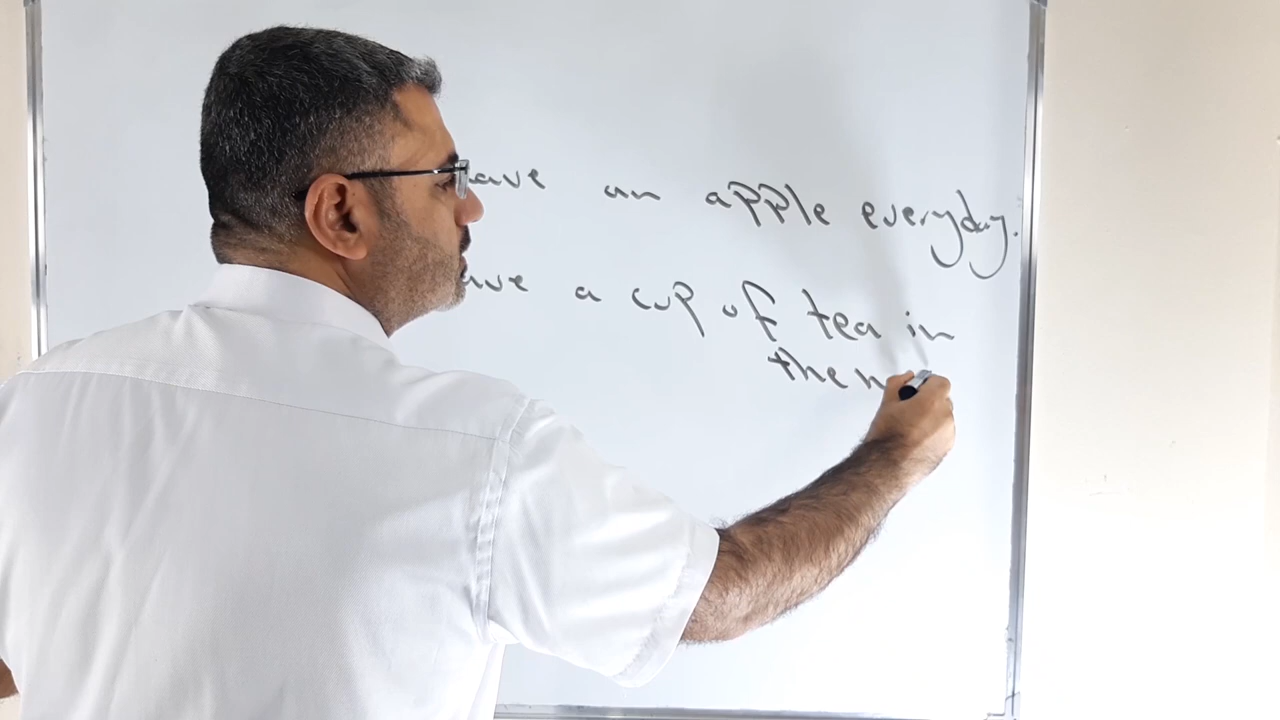 ave an apple everyday.
ave a cup of tea in
the